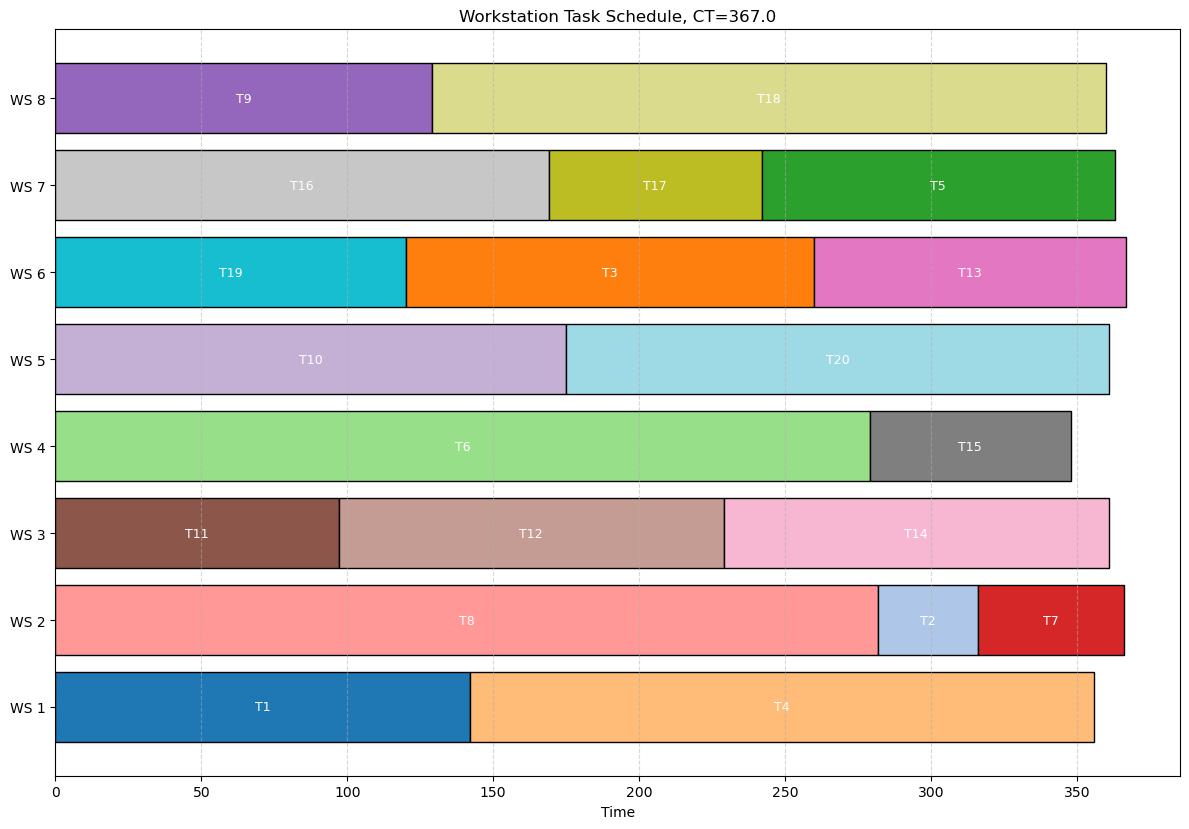 Workstation Task Schedule, CT=367.0
WS 8
T9
T18
WS 7
T16
T17
T5
WS 6
T19
T3
T13
WS 5
T10
T20
WS 4
T6
T15
WS 3
T11
T12
T14
WS 2
T8
T2
T7
WS 1
T1
T4
0
50
100
150
200
250
300
350
Time